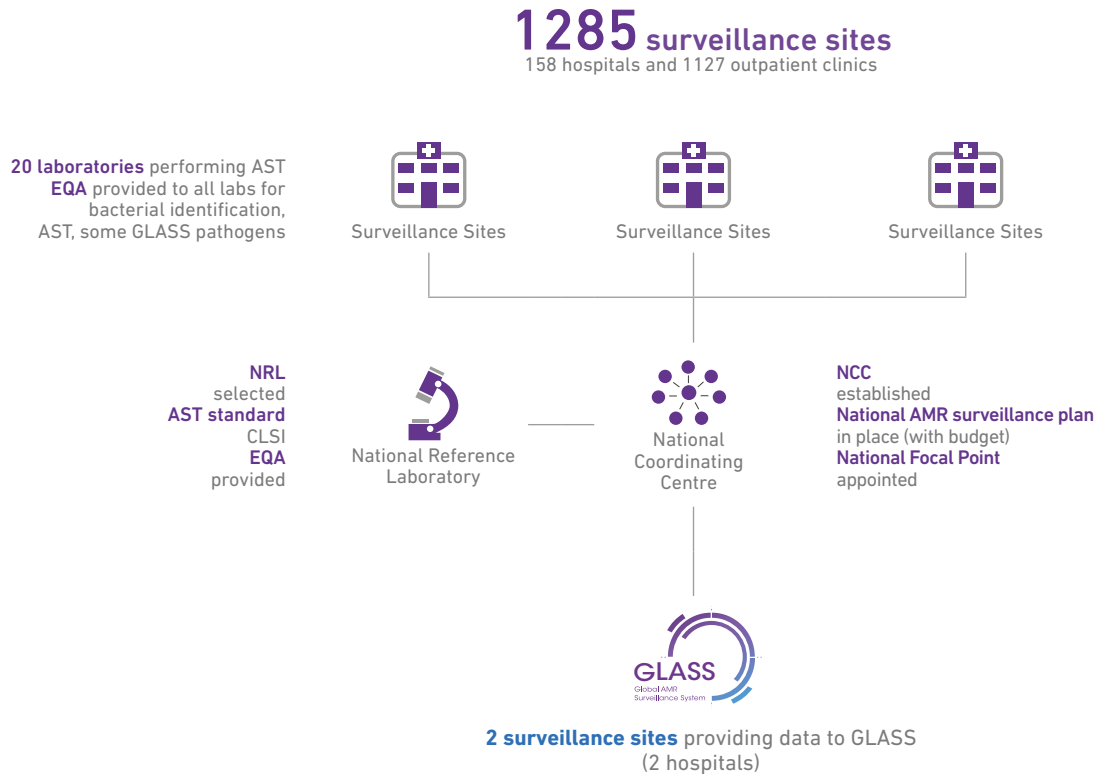 1285 surveillance sites
158 hospitals and 1127 outpatient clinics
20 laboratories performing AST
EQA provided to all labs for
bacterial identification,
AST, some GLASS pathogens
Surveillance Sites
Surveillance Sites
Surveillance Sites
NRL
selected
AST standard
CLSI
EQA
provided
National Reference
Laboratory
National
Coordinating
Centre
NCC
established
National AMR surveillance plan
in place (with budget)
National Focal Point
appointed
GLASS
Global AMR
Surveillance System
2 surveillance sites providing data to GLASS
(2 hospitals)